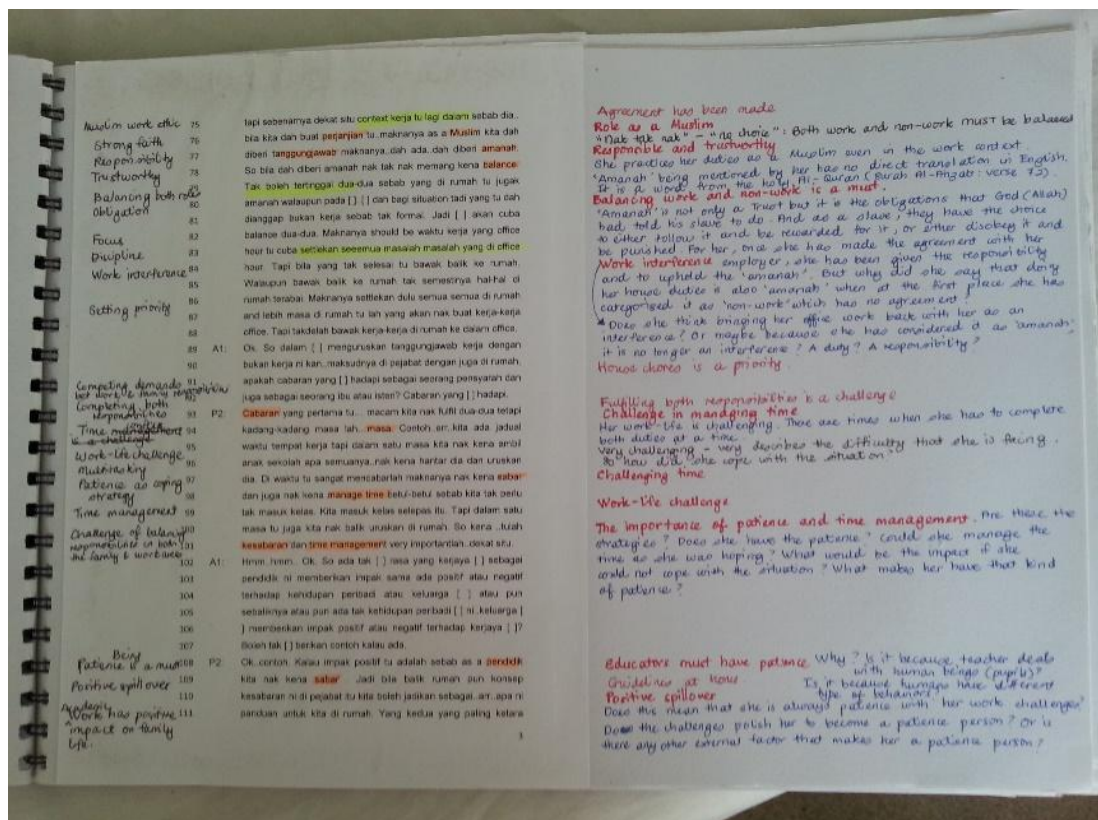 Muslim work ethic 75 tapi sebenarnya dekat situ context kerja tu lagi dalam sebab dia..
Strong faith 76 bila kita dan buat perjanjian tu..maknanya as a Muslim kita dah
Responsibility 77 diberi tanggungjawab maknanya..dah ada..dah diberi amanah.
Trustworthy 78 So bila dah diberi amanah nak tak nak memang kena balance.
Balancing both roles Tak boleh tertinggal dua-dua sebab yang di rumah tu jugak
Obligation 80 amanah walaupun pada [ ] [ dan bagi situation tadi yang tu dah
81 dianggap bukan kerja sebab tak formal. Jadi [ ] akan cuba
Focus 82 balance dua-dua. Maknanya should be waktu kerja yang office
Dicipline 83 hour tu cuba settlekan seeemua masalah masalah yang di office
Work interference 84 hour. Tapi bila yang tak selesai tu bawak balik ke rumah.
85 Walaupun bawak balik ke rumah tak semestinya hal-hal di
Setting priority 86 rumah terabai. Maknanya settlekan dulu semua semua di rumah
87 and lebih masa di rumah tu lah yang akan nak buat kerja-kerja
88 office. Tapi takdelah bawak kerja-kerja di rumah ke dalam office.
89 A1: Ok. So dalam [ ] menguruskan tanggungjawab kerja dengan
90 bukan kerja ni kan..maksudnya di pejabat dengan juga di rumah,
Competing demands 91 apakah cabaran yang [ ] hadapi sebagai seorang pensyarah dan
bet work & family responsibilities juga sebagai seorang ibu atau isteri? Cabaran yang [ ] hadapi.
Completing both responsibilities 93 P2: Cabaran yang pertama tu... macam kita nak fulfil dua-dua tetapi
Time management 94 kadang-kadang masa lah.. masa. Contoh..err..kita ada jadual
is a challenge
Work-life challenge 95 waktu tempat kerja tapi dalam satu masa kita nak kena ambil
Multitasking 96 anak sekolah apa semuanya..nak kena hantar dia dan uruskan
Patience as coping 97 dia. Di waktu tu sangat mencabarlah maknanya nak kena sabar
strategy 98 dan juga nak kena manage time betul-betul sebab kita tak perlu
Time management 99 tak masuk kelas. Kita masuk kelas selepas itu. Tapi dalam satu
Challenge of balancing 100 masa tu juga kita nak balik uruskan di rumah. So kena ..tulah
responsibilities in both 101 kesabaran dan time management very importantlah..dekat situ.
the family & work area
102 A1: Hmm..hmm.. Ok. So ada tak [ ] rasa yang kerjaya [ ] sebagai
103 pendidik ni memberikan impak sama ada positif atau negatif
104 terhadap kehidupan peribadi atau keluarga [ ] atau pun
105 sebaliknya atau pun ada tak kehidupan peribadi [ ] ni..keluarga [
106 ] memberikan impak positif atau negatif terhadap kerjaya [ ]?
107 Boleh tak [ ] berikan contoh kalau ada.
Being
Patience is a must 108 P2: Ok..contoh. Kalau impak positif tu adalah sebab as a pendidik
109 kita nak kena sabar. Jadi bila balik rumah pun konsep
Positive spillover 110 kesabaran ni di pejabat itu kita boleh jadikan sebagai..arr..apa ni
Academic
Work has positive 111 panduan untuk kita di rumah. Yang kedua yang paling ketara
impact on family
life.
Agreement has been made
Role as a Muslim
"Nak tak nak" – "no choice": Both work and non-work must be balanced
Responsible and trustworthy
She practices her duties as a Muslim even in the work context.
'Amanah' being mentioned by her has no direct translation in English.
It is a word from the holy Al-Quran (Surah Al-Ahzab: verse 73).
Balancing work and non-work is a must.
'Amanah' is not only a Trust but it is the obligations that God (Allah)
had told his slave to do. And as a slave, they have the choice
to either follow it and be rewarded for it, or either disobey it and
be punished. For her, once she has made the agreement with her
Work interference employer, she has been given the responsibility
and to uphold the 'amanah'. But why did she say that doing
her house duties is also 'amanah' when at the first place she has
categorised it as 'non-work' which has no agreement?
* Does she think bringing her office work back with her as an
interference? Or maybe because she has considered it as 'amanah',
it is no longer an interference? A duty? A responsibility?
House chores is a priority.
Fulfilling both responsibilities is a challenge
Challenge in managing time
Her work-life is challenging. There are times when she has to complete
both duties at a time.
Very challenging – very describes the difficulty that she is facing.
So how did she cope with the situation?
Challenging time
Work-life challenge
The importance of patience and time management. Are these the
strategies? Does she have the patience? Could she manage the
time as she was hoping? What would be the impact if she
could not cope with the situation? What makes her have that kind
of patience?
Educators must have patience Why? Is it because teacher deals
with human beings (pupils)?
Guidelines at home Is it because humans have different
type of behaviors?
Positive spillover
Does this mean that she is always patience with her work challenges?
Does the challenges polish her to become a patience person? Or is
there any other external factor that makes her a patience person?